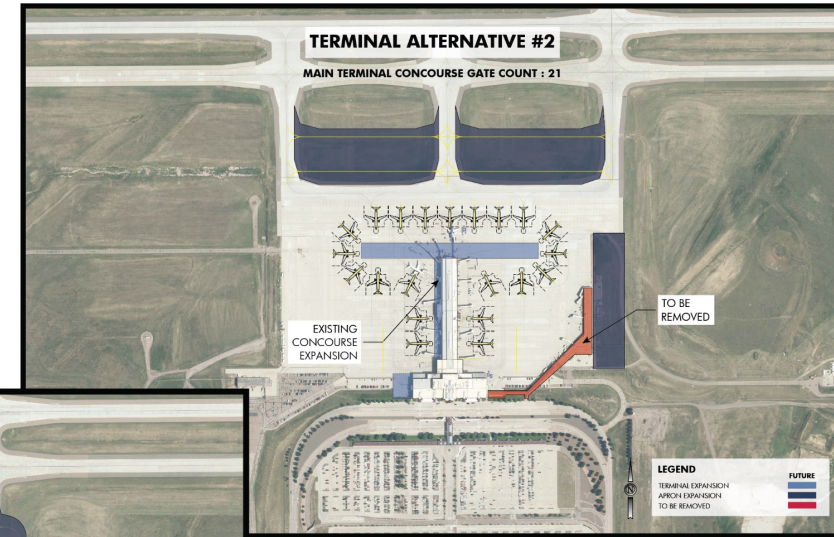 TERMINAL ALTERNATIVE #2
MAIN TERMINAL CONCOURSE GATE COUNT : 21
TO BE
REMOVED
EXISTING
CONCOURSE
EXPANSION
N
LEGEND
FUTURE
TERMINAL EXPANSION
APRON EXPANSION
TO BE REMOVED